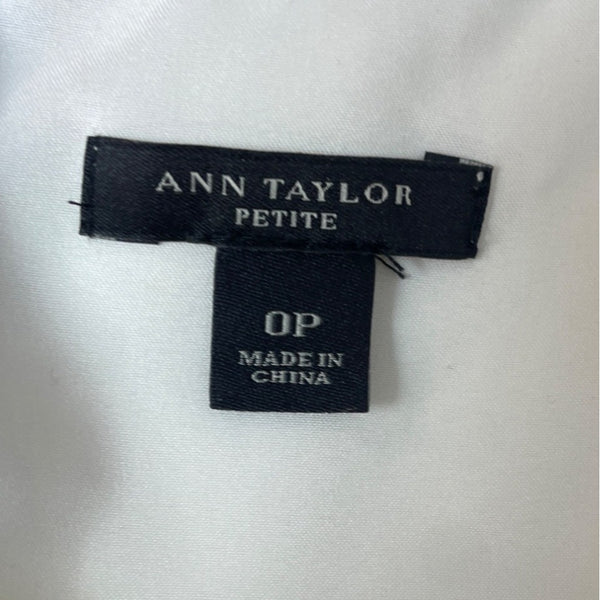 ANN TAYLOR
PETITE
0P
MADE IN
CHINA